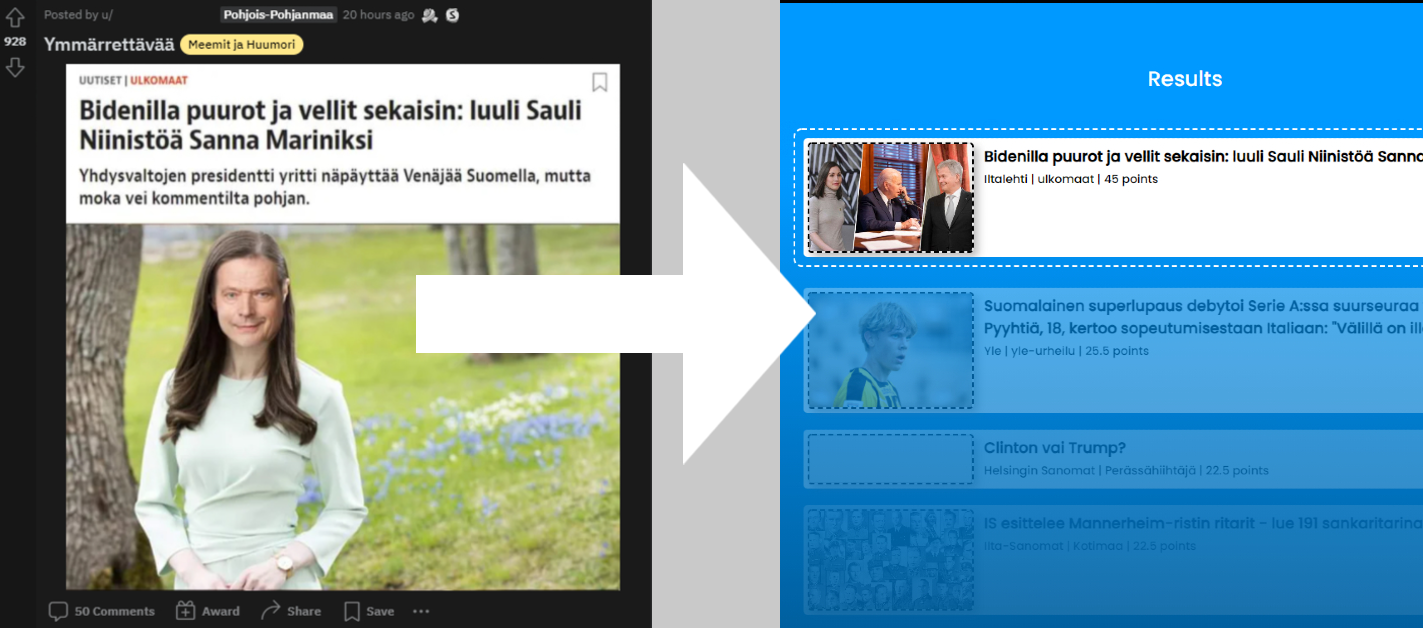 Posted by u/ Pohjois-Pohjanmaa 20 hours ago
928
Ymmärrettävää Meemit ja Huumori
UUTISET | ULKOMAAT
Bidenilla puurot ja vellit sekaisin: luuli Sauli
Niinistöä Sanna Mariniksi
Yhdysvaltojen presidentti yritti näpäyttää Venäjää Suomella, mutta
moka vei kommentilta pohjan.
50 Comments Award Share Save
Results
Bidenilla puurot ja vellit sekaisin: luuli Sauli Niinistöä Sanna
Iltalehti | ulkomaat | 45 points
Suomalainen superlupaus debytoi Serie A:ssa suurseuraa
Pyyhtiä, 18, kertoo sopeutumisestaan Italiaan: "Välillä on
Yle | yle-urheilu | 25.5 points
Clinton vai Trump?
Helsingin Sanomat | Perässähiihtäjä | 22.5 points
IS esittelee Mannerheim-ristin ritarit - lue 191 sankaritarina
Ilta-Sanomat | Kotimaa | 22.5 points